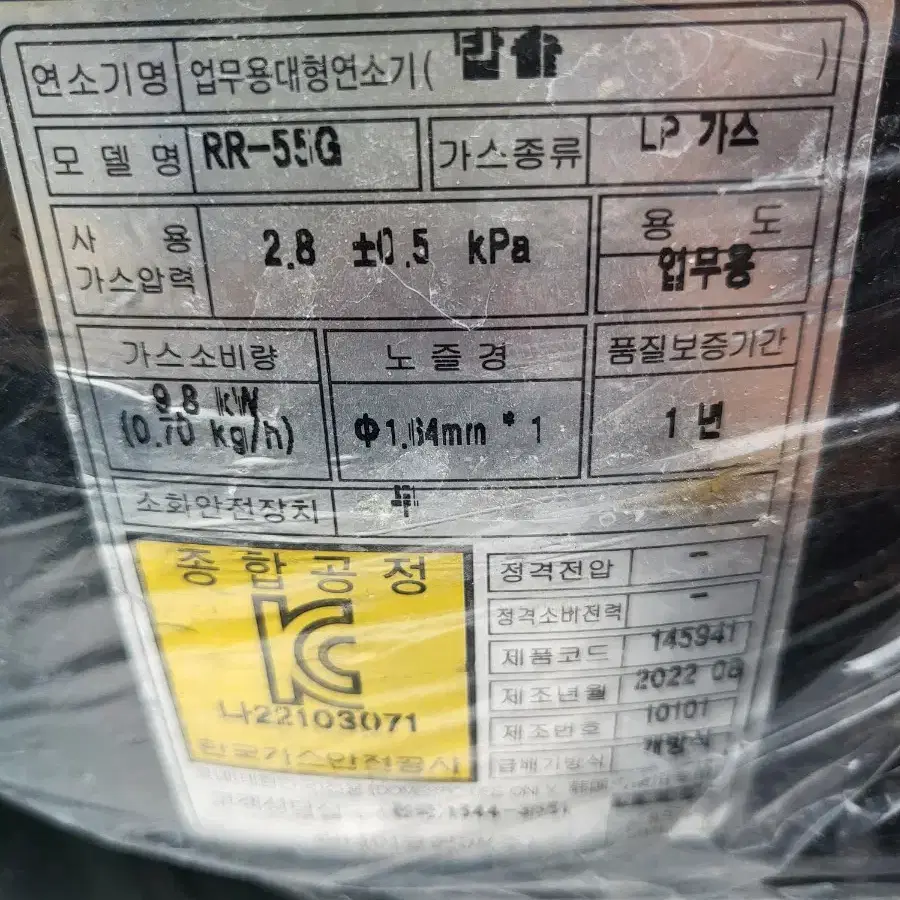 연소기명 업무용대형연소기( 밥솥 )
모델명 RR-55G 가스종류 LP 가스
사용 가스압력 2.8 ±0.5 kPa 용도 업무용
가스소비량 노즐경 품질보증기간
9.8 kW (0.70 kg/h) Φ1.64mm * 1 1 년
소화안전장치 무
종합공정
정격전압 -
정격소비전력 -
제품코드 145941
KC
제조년월 2022 08
나22103071
제조번호 10101
한국가스안전공사
급배기방식 개방식